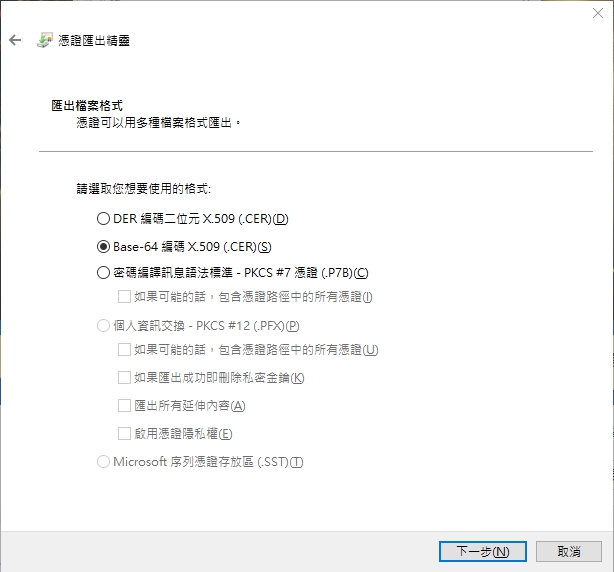 憑證匯出精靈
匯出檔案格式
憑證可以用多種檔案格式匯出。
請選取您想要使用的格式:
DER 編碼二位元 X.509 (.CER)(D)
Base-64 編碼 X.509 (.CER)(S)
密碼編譯訊息語法標準 - PKCS #7 憑證 (.P7B)(C)
如果可能的話，包含憑證路徑中的所有憑證(I)
個人資訊交換 - PKCS #12 (.PFX)(P)
如果可能的話，包含憑證路徑中的所有憑證(U)
如果匯出成功即刪除私密金鑰(K)
匯出所有延伸內容(A)
啟用憑證隱私權(E)
Microsoft 序列憑證存放區 (.SST)(T)
下一步(N)
取消